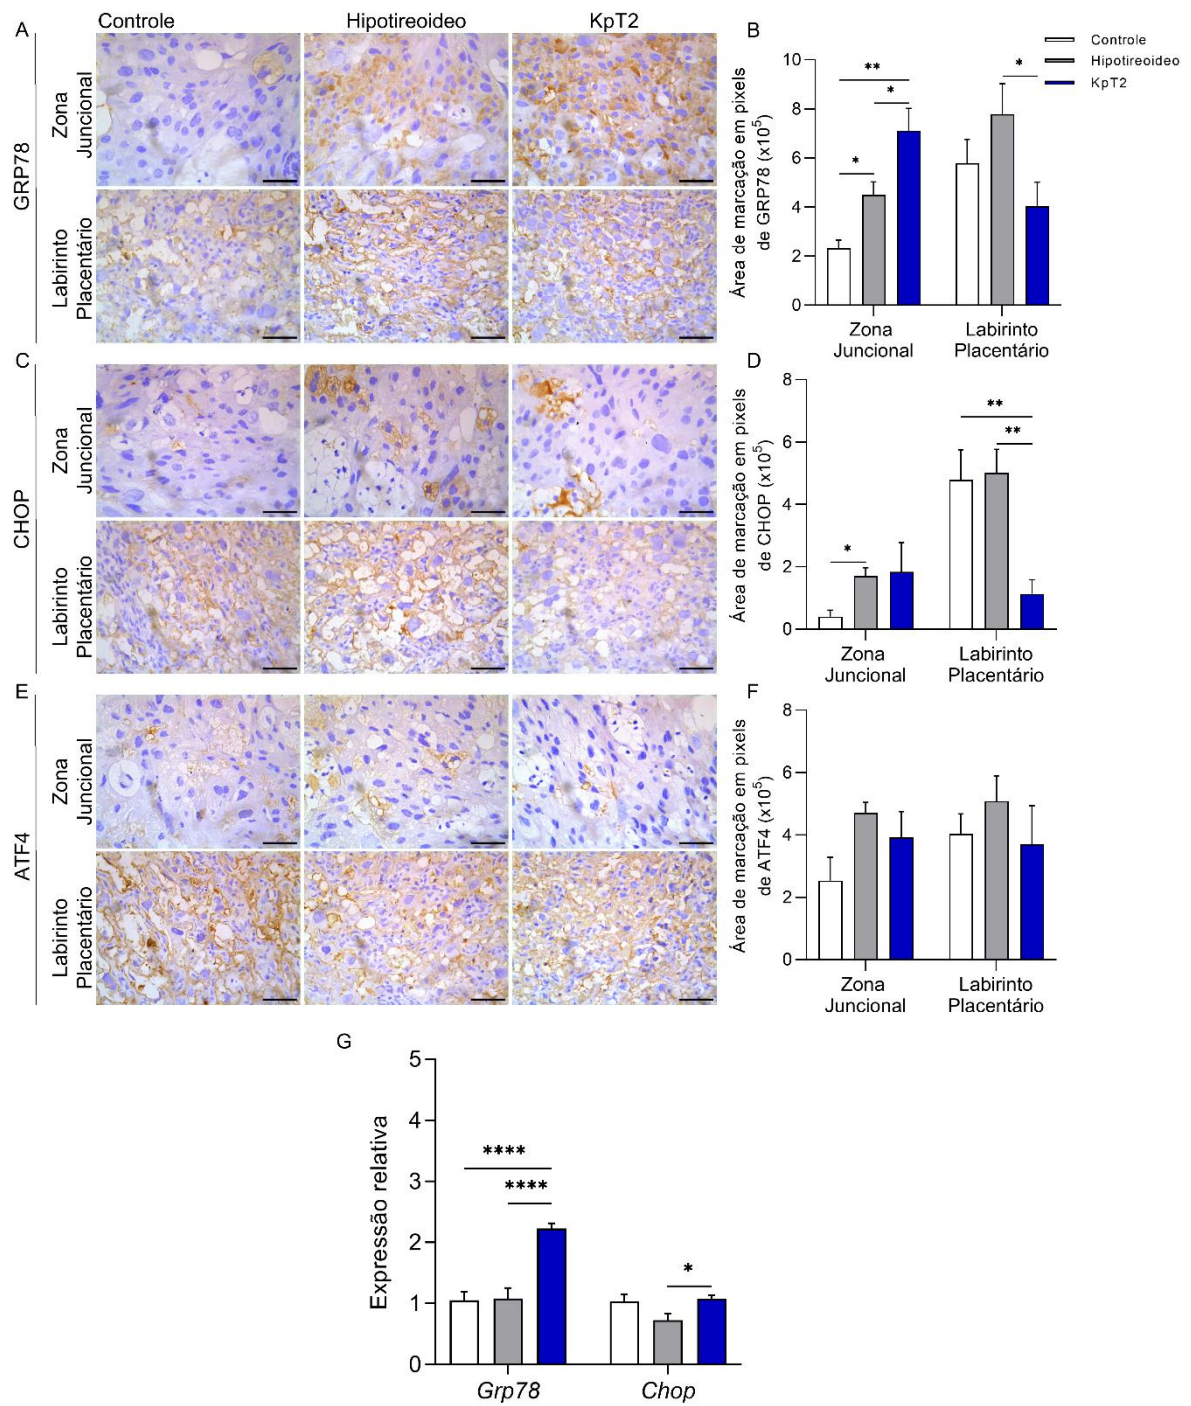 A
Controle
Hipotireoideo
KpT2
GRP78
Zona
Juncional
Labirinto
Placentário
B
Controle
Hipotireoideo
KpT2
Área de marcação em pixels
de GRP78 (x10⁵)
10
8
6
4
2
0
**
*
*
*
Zona
Juncional
Labirinto
Placentário
C
CHOP
Zona
Juncional
Labirinto
Placentário
D
Área de marcação em pixels
de CHOP (x10⁵)
8
6
4
2
0
*
**
**
Zona
Juncional
Labirinto
Placentário
E
ATF4
Zona
Juncional
Labirinto
Placentário
F
Área de marcação em pixels
de ATF4 (x10⁵)
8
6
4
2
0
Zona
Juncional
Labirinto
Placentário
G
Expressão relativa
5
4
3
2
1
0
****
****
*
Grp78
Chop